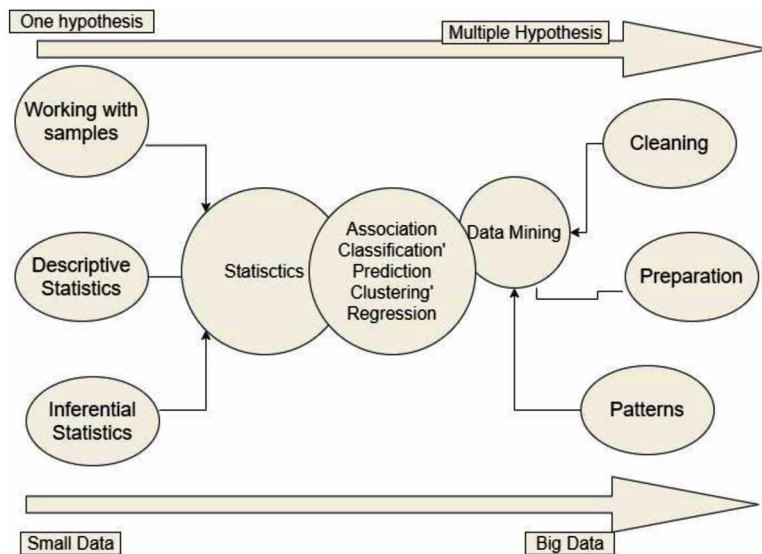 One hypothesis
Multiple Hypothesis
Working with
samples
Cleaning
Association
Classification'
Prediction
Clustering'
Regression
Data Mining
Statisctics
Descriptive
Statistics
Preparation
Inferential
Statistics
Patterns
Small Data
Big Data